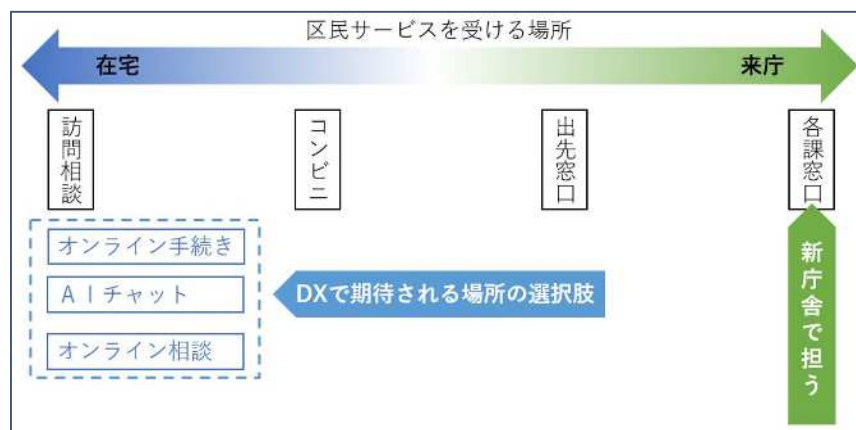 区民サービスを受ける場所
在宅
来庁
訪問相談
コンビニ
出先窓口
各課窓口
オンライン手続き
AIチャット
オンライン相談
DXで期待される場所の選択肢
新庁舎で担う